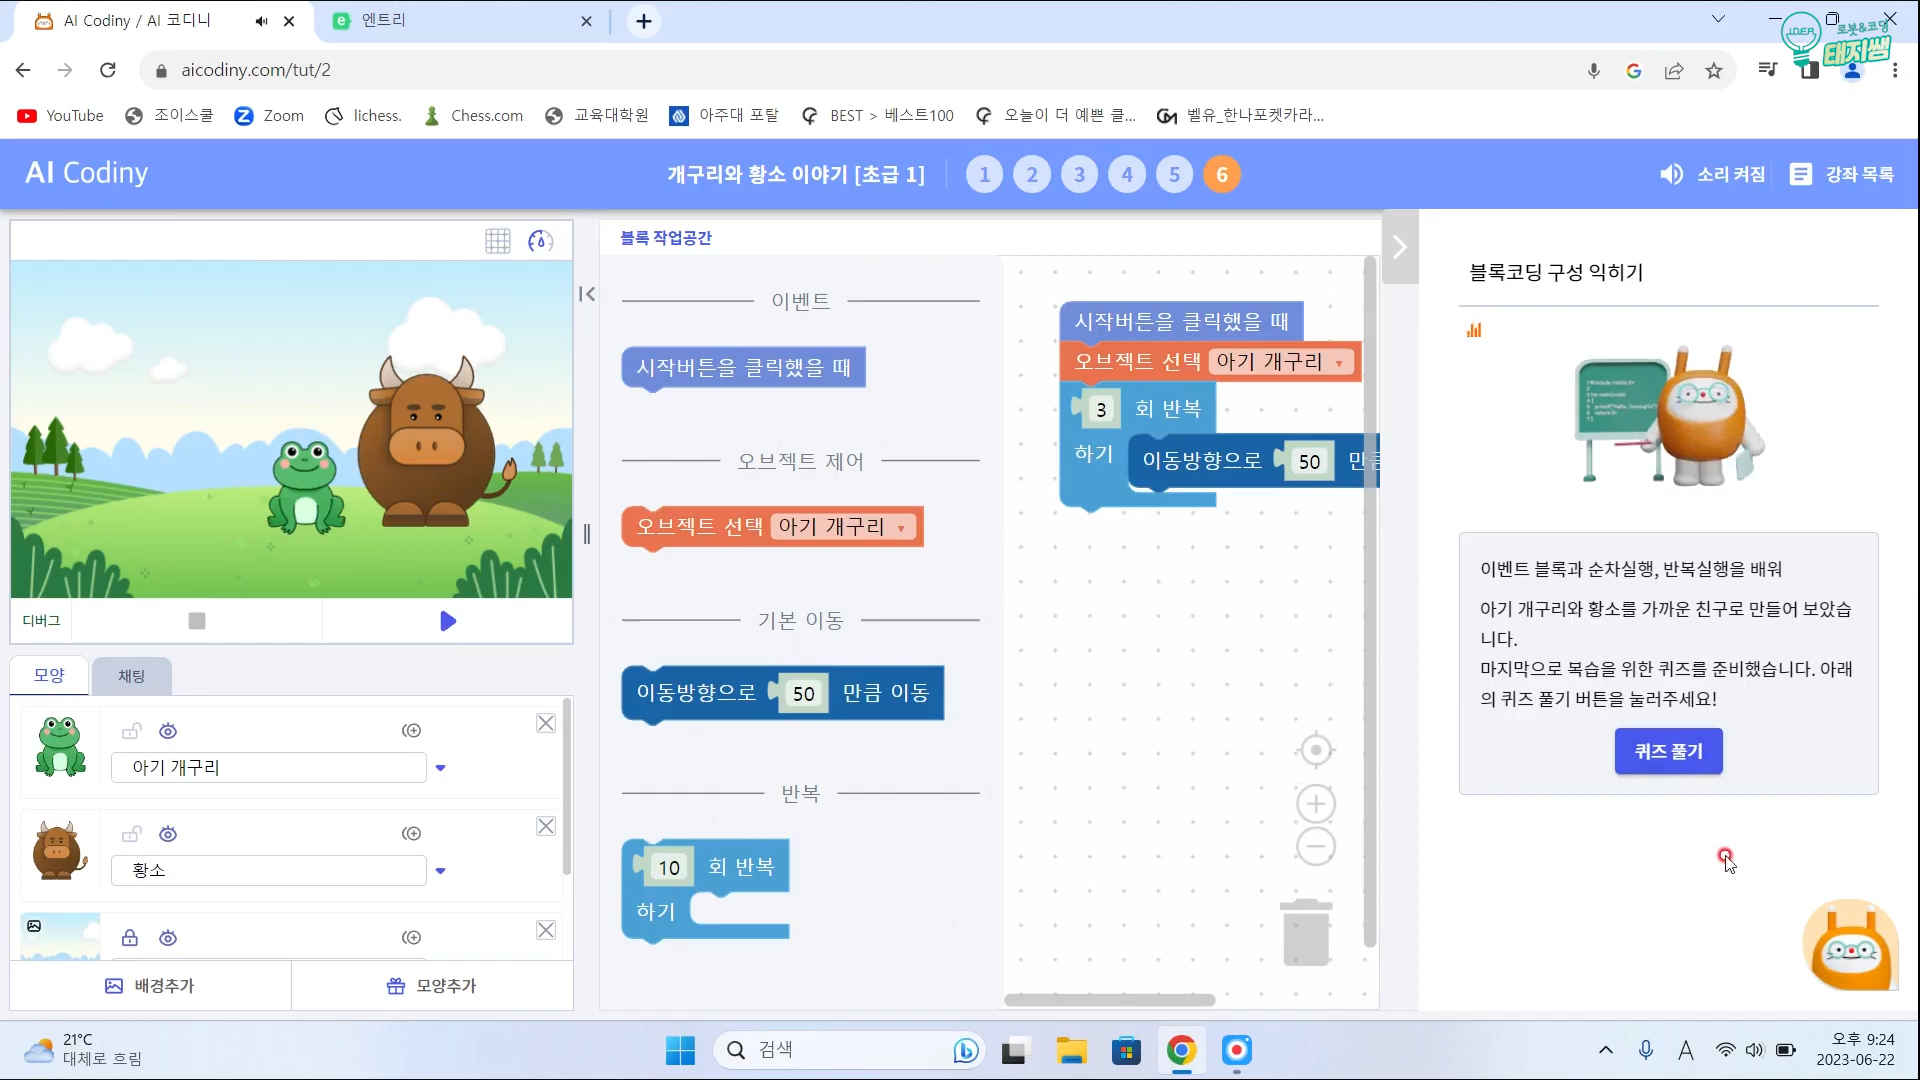 AI Codiny / AI 코디니
엔트리
로봇&코딩
태지쌤
aicodiny.com/tut/2
YouTube
조이스쿨
Zoom
lichess.
Chess.com
교육대학원
아주대 포탈
BEST > 베스트100
오늘이 더 예쁜 클...
벨유_한나포켓카라...
AI Codiny
개구리와 황소 이야기 [초급 1]
1 2 3 4 5 6
소리 켜짐
강좌 목록
블록 작업공간
이벤트
시작버튼을 클릭했을 때
오브젝트 제어
오브젝트 선택 아기 개구리
기본 이동
이동방향으로 50 만큼 이동
반복
10 회 반복
하기
시작버튼을 클릭했을 때
오브젝트 선택 아기 개구리
3 회 반복
하기 이동방향으로 50 만큼
디버그
모양
채팅
아기 개구리
황소
배경추가
모양추가
블록코딩 구성 익히기
이벤트 블록과 순차실행, 반복실행을 배워
아기 개구리와 황소를 가까운 친구로 만들어 보았습
니다.
마지막으로 복습을 위한 퀴즈를 준비했습니다. 아래
의 퀴즈 풀기 버튼을 눌러주세요!
퀴즈 풀기
21°C
대체로 흐림
검색
A
오후 9:24
2023-06-22